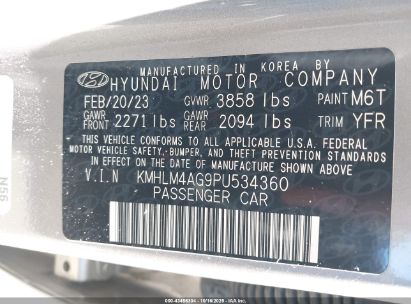 MANUFACTURED IN KOREA BY
HYUNDAI MOTOR COMPANY
FEB/20/23 GVWR 3858 lbs PAINT M6T
GAWR FRONT 2271 lbs GAWR REAR 2094 lbs TRIM YFR
THIS VEHICLE CONFORMS TO ALL APPLICABLE U.S.A. FEDERAL
MOTOR VEHICLE SAFETY, BUMPER, AND THEFT PREVENTION STANDARDS
IN EFFECT ON THE DATE OF MANUFACTURE SHOWN ABOVE.
V.I.N KMHLM4AG9PU534360
PASSENGER CAR
N56